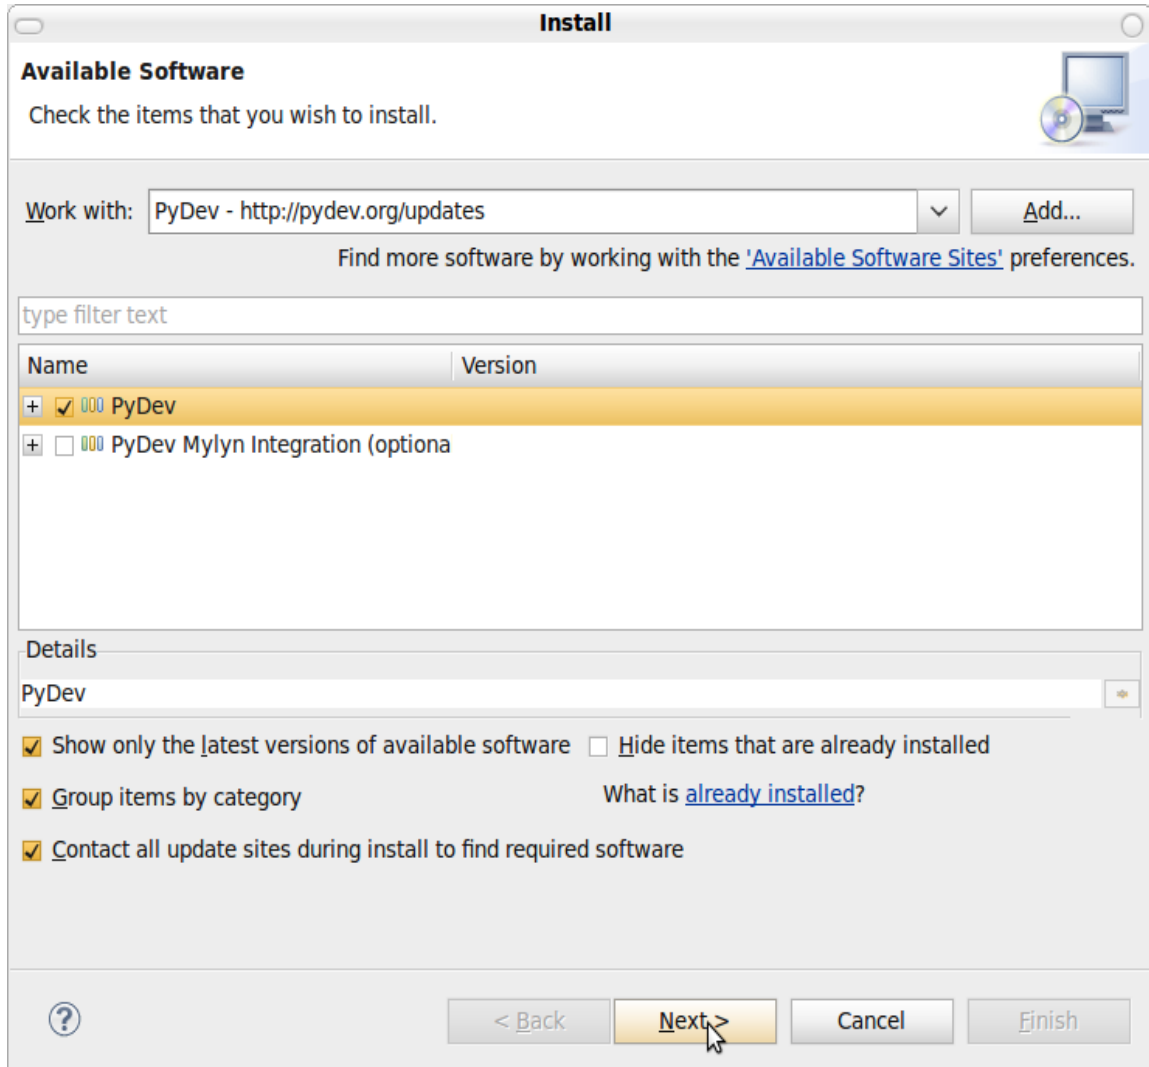 Install
Available Software
Check the items that you wish to install.
Work with: PyDev - http://pydev.org/updates Add...
Find more software by working with the 'Available Software Sites' preferences.
type filter text
Name Version
PyDev
PyDev Mylyn Integration (optiona
Details
PyDev
Show only the latest versions of available software Hide items that are already installed
Group items by category What is already installed?
Contact all update sites during install to find required software
? < Back Next > Cancel Finish